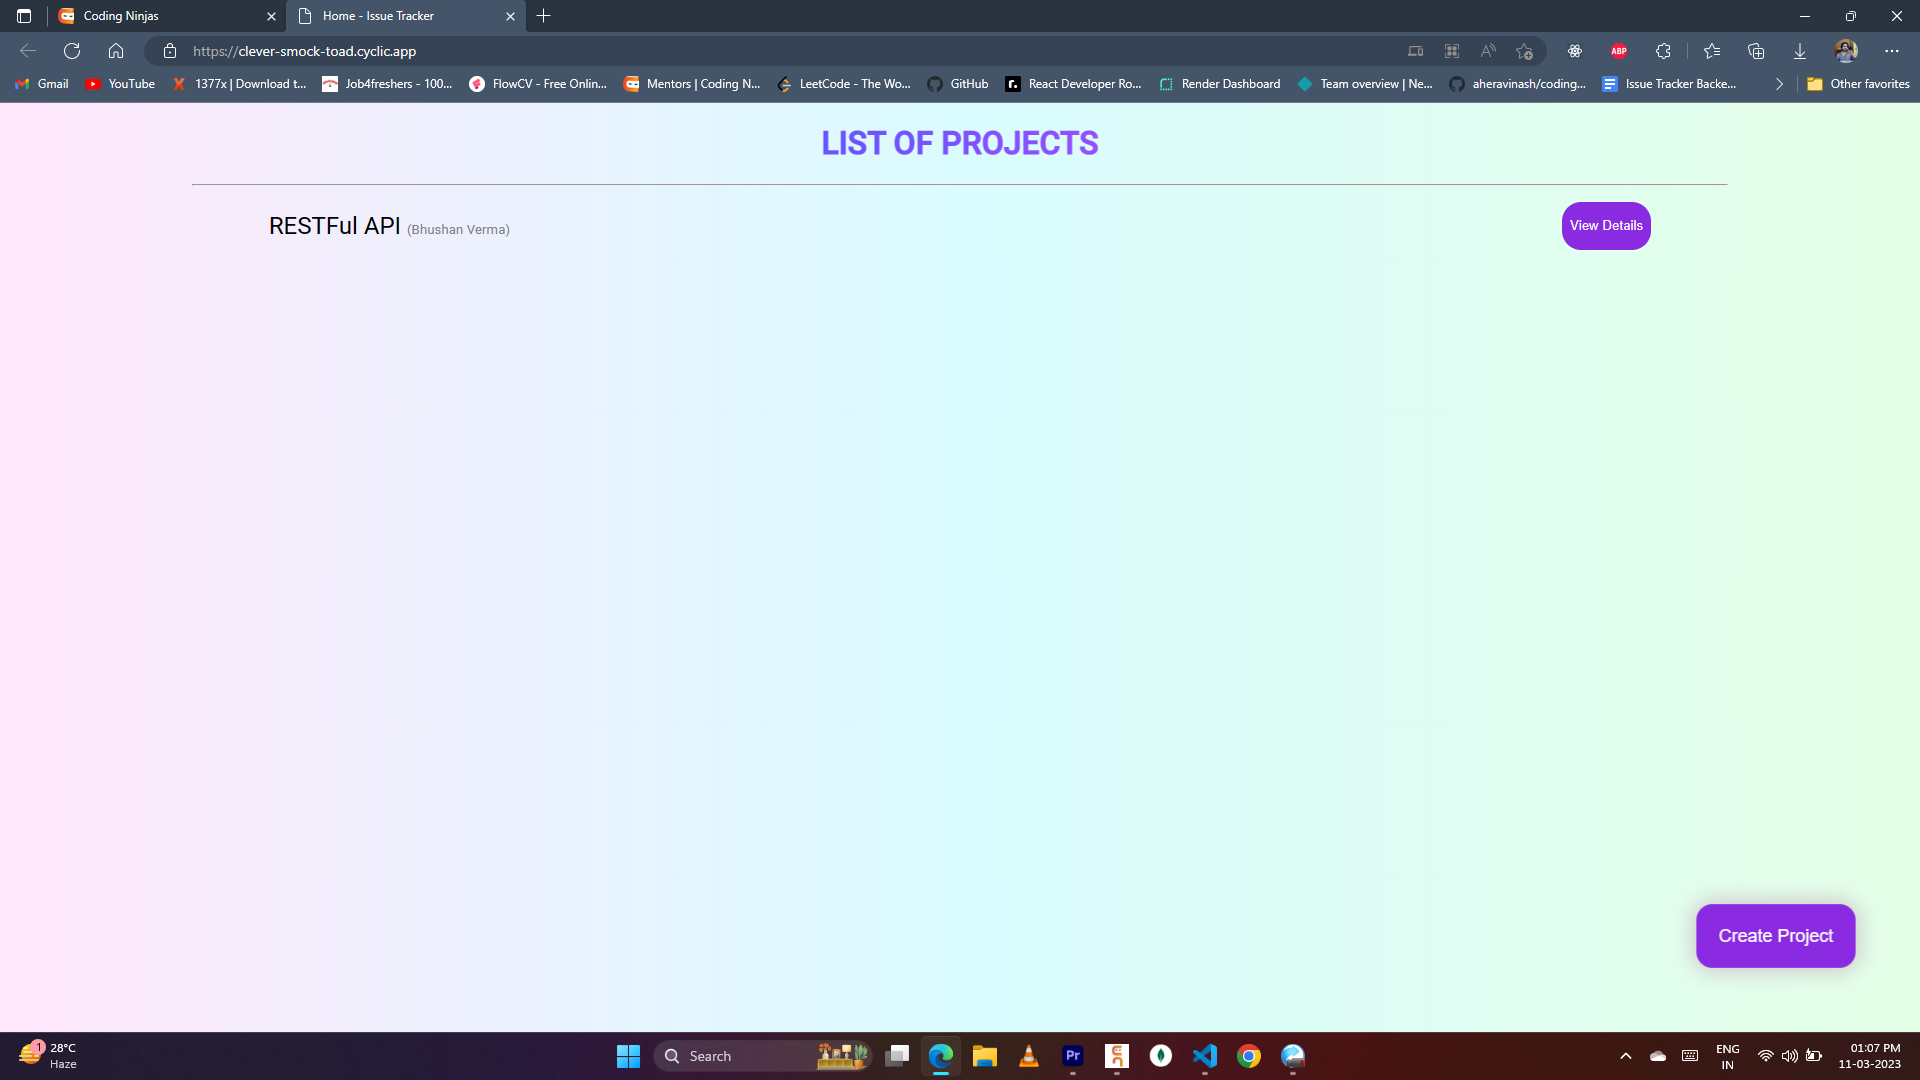 Coding Ninjas
Home - Issue Tracker
https://clever-smock-toad.cyclic.app
ABP
Gmail
YouTube
1377x | Download t...
Job4freshers - 100...
FlowCV - Free Onlin...
Mentors | Coding N...
LeetCode - The Wo...
GitHub
React Developer Ro...
Render Dashboard
Team overview | Ne...
aheravinash/coding...
Issue Tracker Backe...
Other favorites
LIST OF PROJECTS
RESTFul API (Bhushan Verma)
View Details
Create Project
1
28°C
Haze
Search
Pr
ENG
IN
01:07 PM
11-03-2023